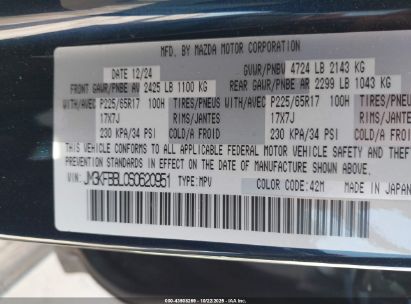 MFD. BY MAZDA MOTOR CORPORATION
DATE 12/24 GVWR/PNBV 4724 LB 2143 KG
FRONT GAWR/PNBE AV 2425 LB 1100 KG REAR GAWR/PNBE AR 2299 LB 1043 KG
WITH/AVEC P225/65R17 100H TIRES/PNEUS WITH/AVEC P225/65R17 100H TIRES/PNEUS
17X7J RIMS/JANTES 17X7J RIMS/JANTES
230 KPA/34 PSI COLD/A FROID 230 KPA/34 PSI COLD/A FROID
THIS VEHICLE CONFORMS TO ALL APPLICABLE FEDERAL MOTOR VEHICLE SAFETY
PREVENTION STANDARDS IN EFFECT ON THE DATE OF MANUFACTURE
VIN: JM3KFBBL0S0620951 TYPE: MPV
COLOR CODE: 42M MADE IN JAPAN
10/22/2025